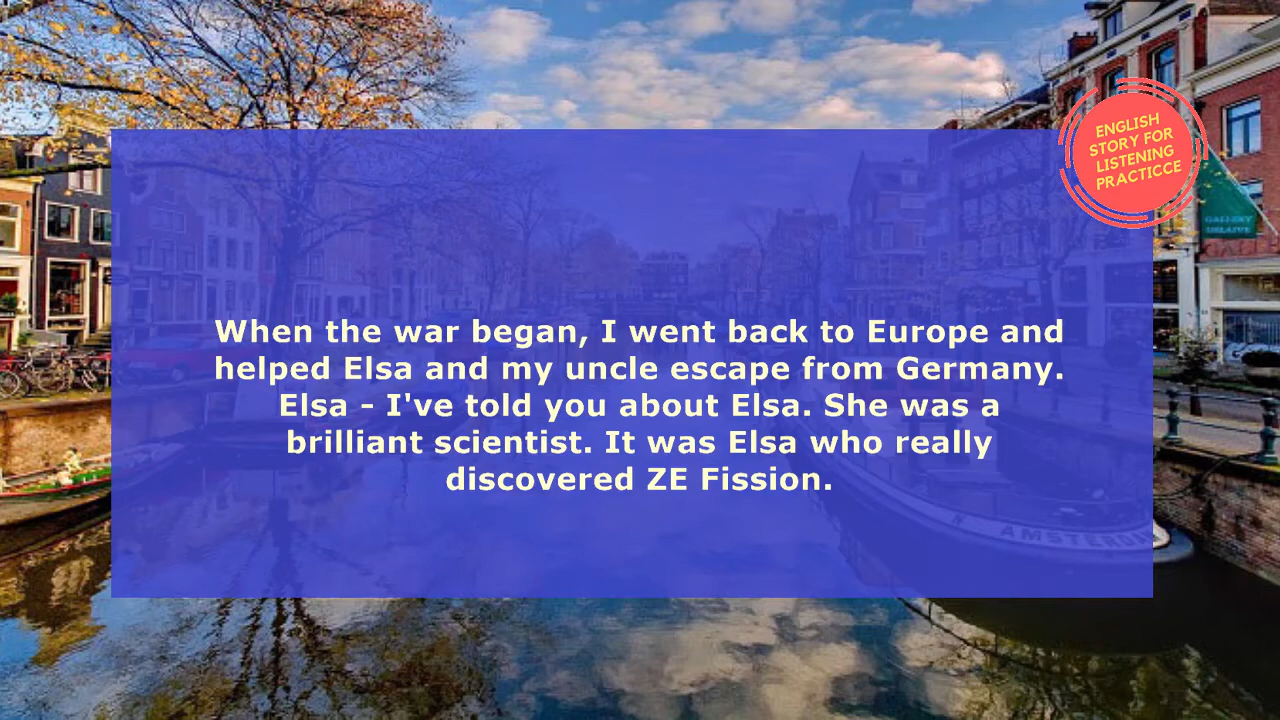 ENGLISH
STORY FOR
LISTENING
PRACTICCE
GALLERY
When the war began, I went back to Europe and
helped Elsa and my uncle escape from Germany.
Elsa - I've told you about Elsa. She was a
brilliant scientist. It was Elsa who really
discovered ZE Fission.
AMSTERDAM